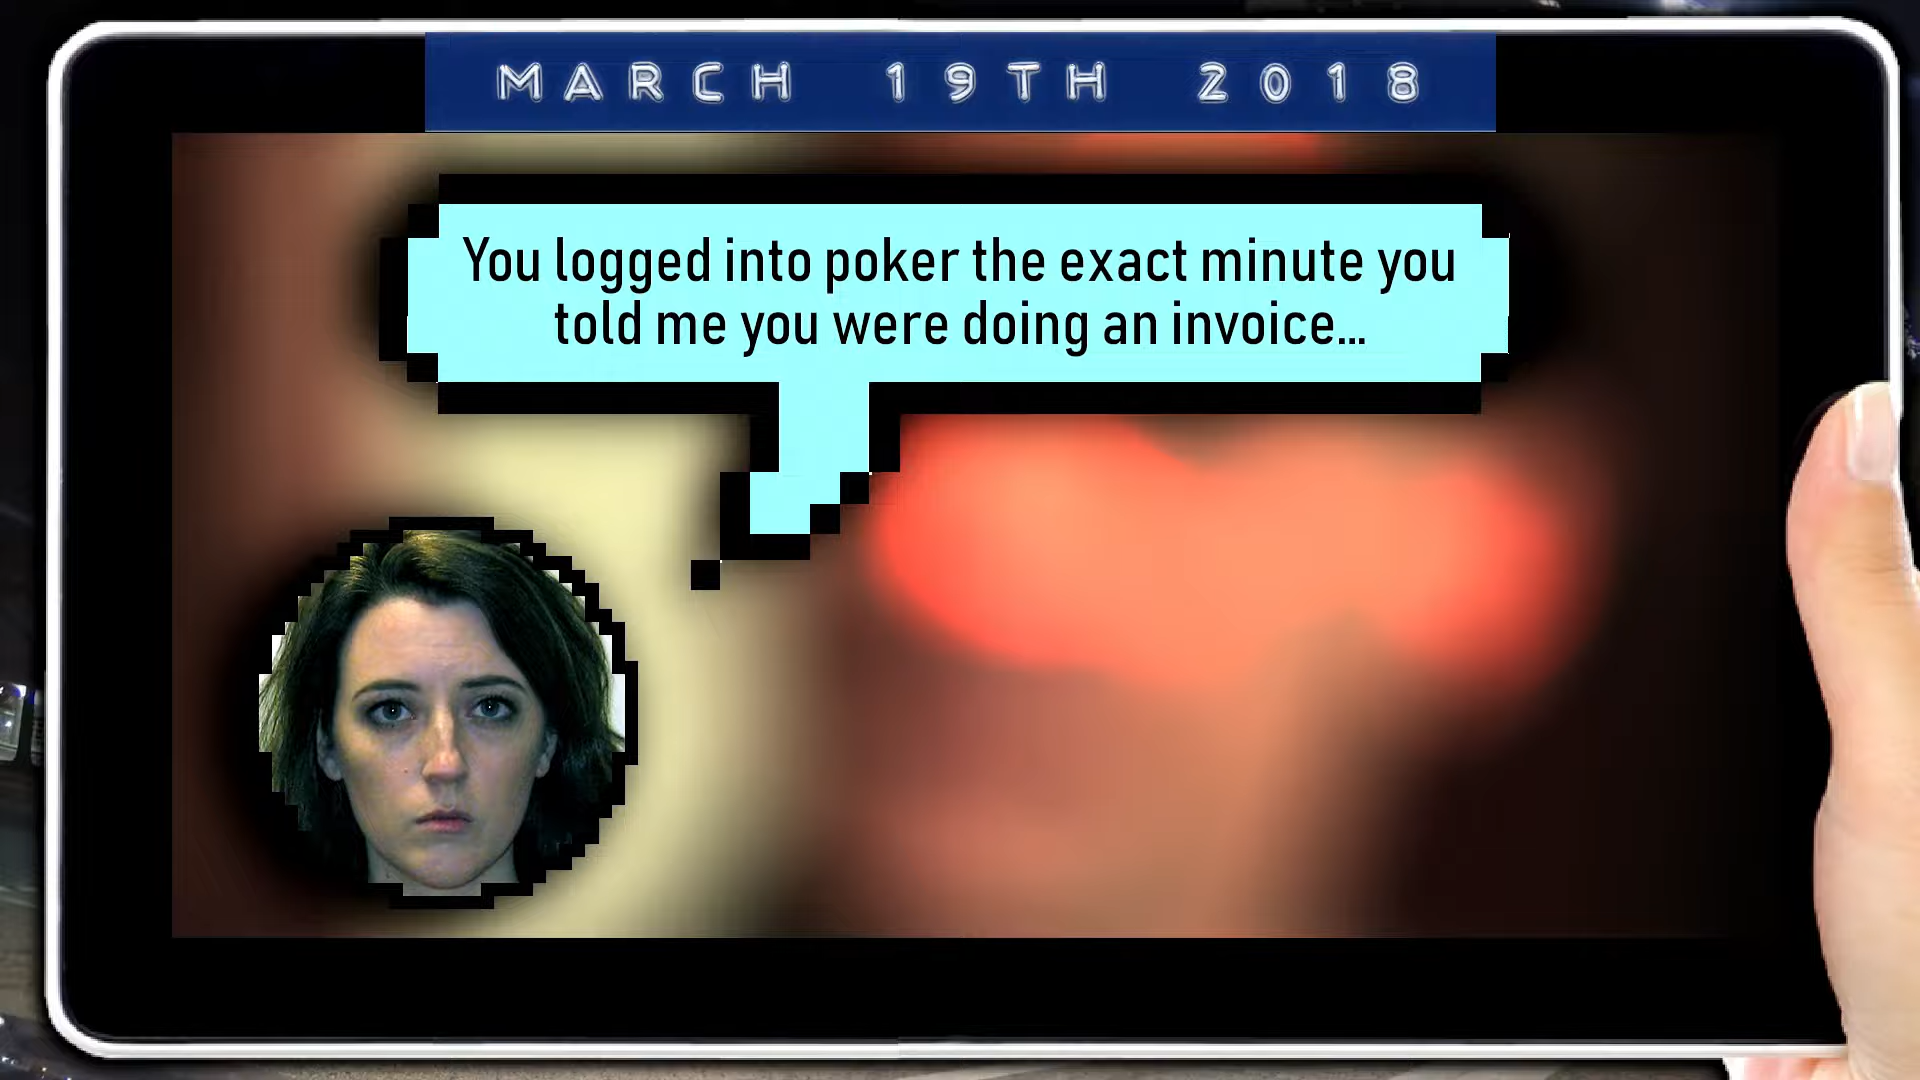 MARCH 19TH 2018
You logged into poker the exact minute you
told me you were doing an invoice...